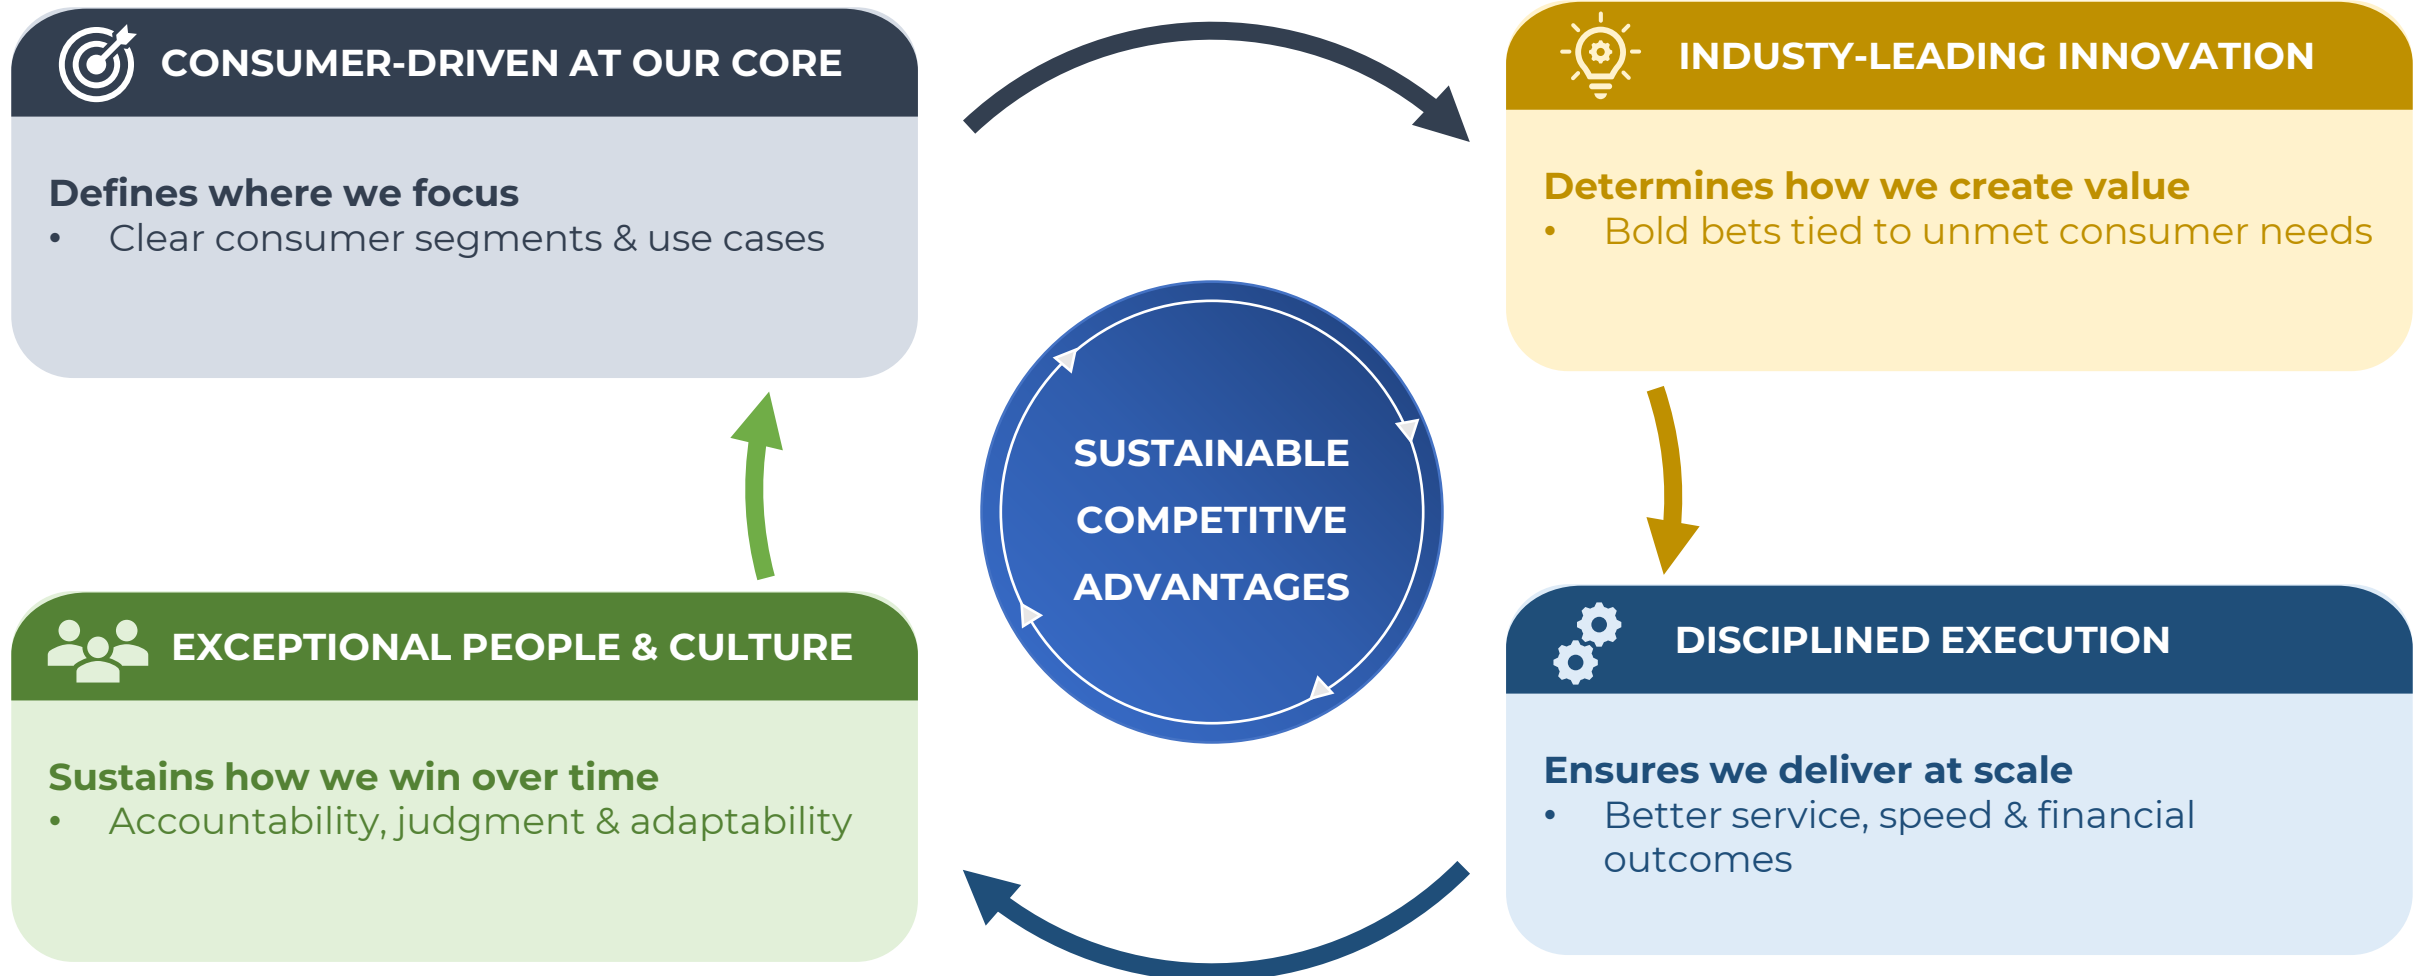 CONSUMER-DRIVEN AT OUR CORE
Defines where we focus
• Clear consumer segments & use cases
INDUSTY-LEADING INNOVATION
Determines how we create value
• Bold bets tied to unmet consumer needs
SUSTAINABLE
COMPETITIVE
ADVANTAGES
EXCEPTIONAL PEOPLE & CULTURE
Sustains how we win over time
• Accountability, judgment & adaptability
DISCIPLINED EXECUTION
Ensures we deliver at scale
• Better service, speed & financial
outcomes